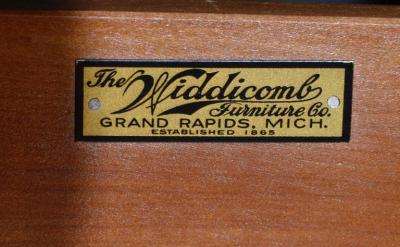 The Widdicomb
Furniture Co.
GRAND RAPIDS, MICH.
ESTABLISHED 1865